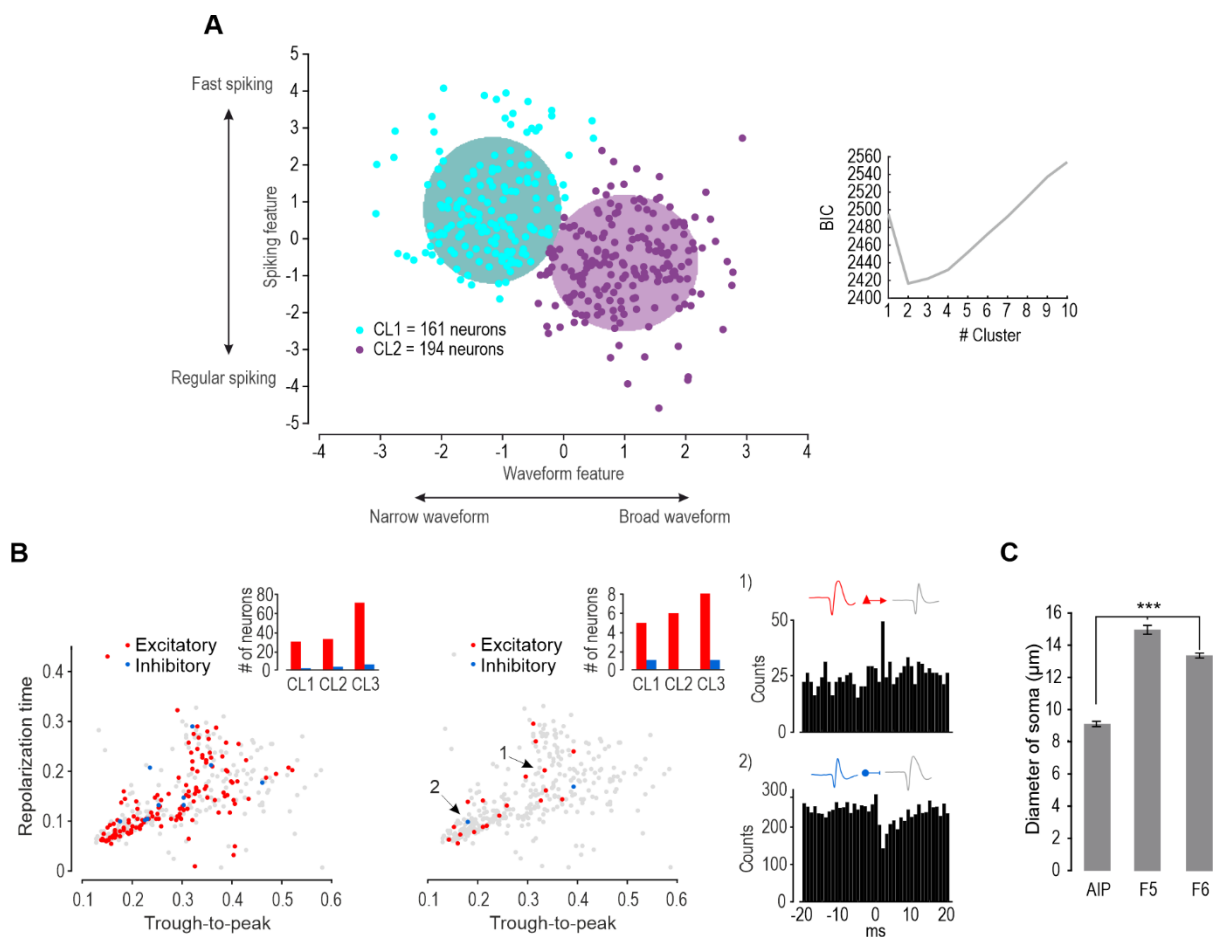 A
Fast spiking
Regular spiking
Spiking feature
5
4
3
2
1
0
-1
-2
-3
-4
-5
CL1 = 161 neurons
CL2 = 194 neurons
-4 -3 -2 -1 0 1 2 3 4
Waveform feature
Narrow waveform Broad waveform
BIC
2560
2540
2520
2500
2480
2460
2440
2420
2400
1 2 3 4 5 6 7 8 9 10
# Cluster
B
Repolarization time
0.4
0.3
0.2
0.1
0
Excitatory
Inhibitory
# of neurons
80
60
40
20
0
CL1 CL2 CL3
0.1 0.2 0.3 0.4 0.5 0.6
Trough-to-peak
Excitatory
Inhibitory
# of neurons
8
6
4
2
0
CL1 CL2 CL3
1
2
0.1 0.2 0.3 0.4 0.5 0.6
Trough-to-peak
1)
Counts
50
25
0
2)
Counts
300
200
100
0
-20 -10 0 10 20
ms
C
Diameter of soma (µm)
16
14
12
10
8
6
4
2
0
***
AIP F5 F6